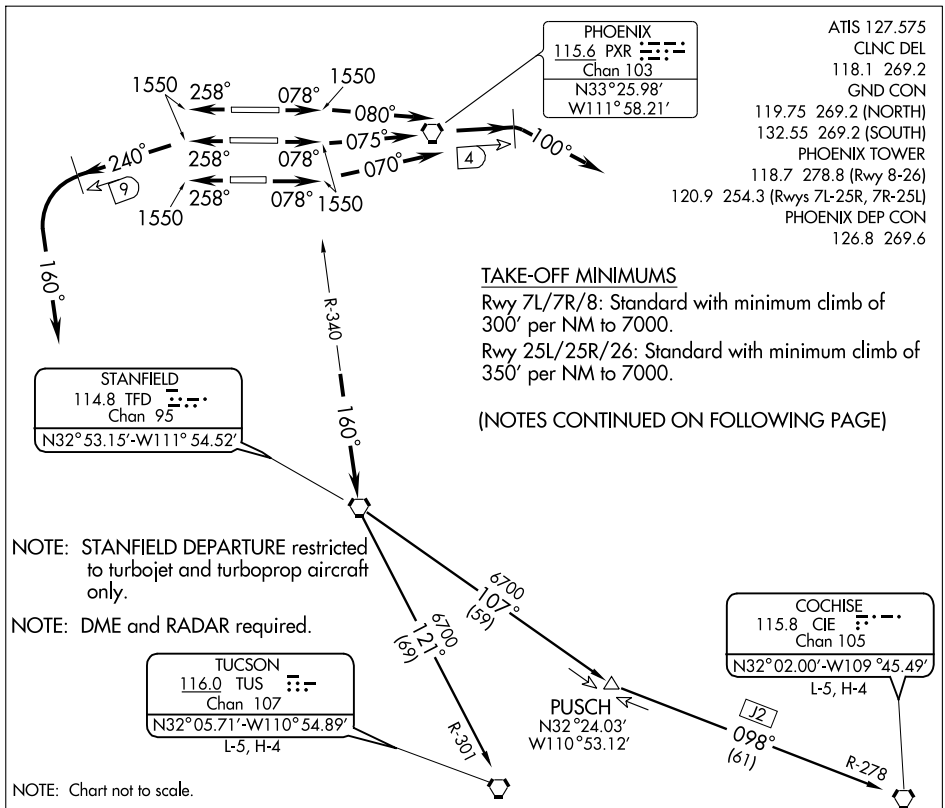 ATIS 127.575
CLNC DEL
118.1 269.2
GND CON
119.75 269.2 (NORTH)
132.55 269.2 (SOUTH)
PHOENIX TOWER
118.7 278.8 (Rwy 8-26)
120.9 254.3 (Rwys 7L-25R, 7R-25L)
PHOENIX DEP CON
126.8 269.6
PHOENIX
115.6 PXR
Chan 103
N33°25.98'
W111°58.21'
1550
1550
258°
078°
080°
240°
258°
078°
075°
4
100°
9
258°
078°
070°
1550
1550
160°
R-340
160°
TAKE-OFF MINIMUMS
Rwy 7L/7R/8: Standard with minimum climb of
300' per NM to 7000.
Rwy 25L/25R/26: Standard with minimum climb of
350' per NM to 7000.
(NOTES CONTINUED ON FOLLOWING PAGE)
STANFIELD
114.8 TFD
Chan 95
N32°53.15'-W111°54.52'
NOTE: STANFIELD DEPARTURE restricted
to turbojet and turboprop aircraft
only.
NOTE: DME and RADAR required.
6700
107°
(59)
6700
121°
(69)
R-301
TUCSON
116.0 TUS
Chan 107
N32°05.71'-W110°54.89'
L-5, H-4
PUSCH
N32°24.03'
W110°53.12'
J2
098°
(61)
R-278
COCHISE
115.8 CIE
Chan 105
N32°02.00'-W109°45.49'
L-5, H-4
NOTE: Chart not to scale.